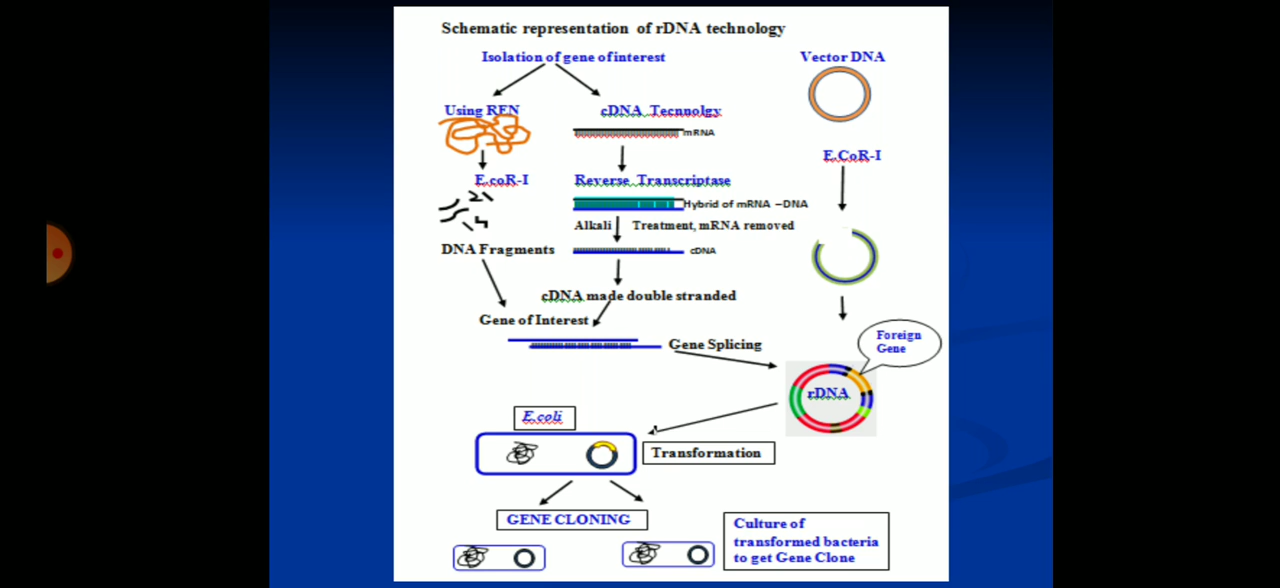 Schematic representation of rDNA technology
Isolation of gene of interest
Vector DNA
Using REN
cDNA Tecnnolgy
mRNA
E.CoR-I
E.coR-I
Reverse Transcriptase
Hybrid of mRNA –DNA
Alkali
Treatment, mRNA removed
DNA Fragments
cDNA
cDNA made double stranded
Gene of Interest
Foreign
Gene
Gene Splicing
rDNA
E.coli
Transformation
GENE CLONING
Culture of
transformed bacteria
to get Gene Clone